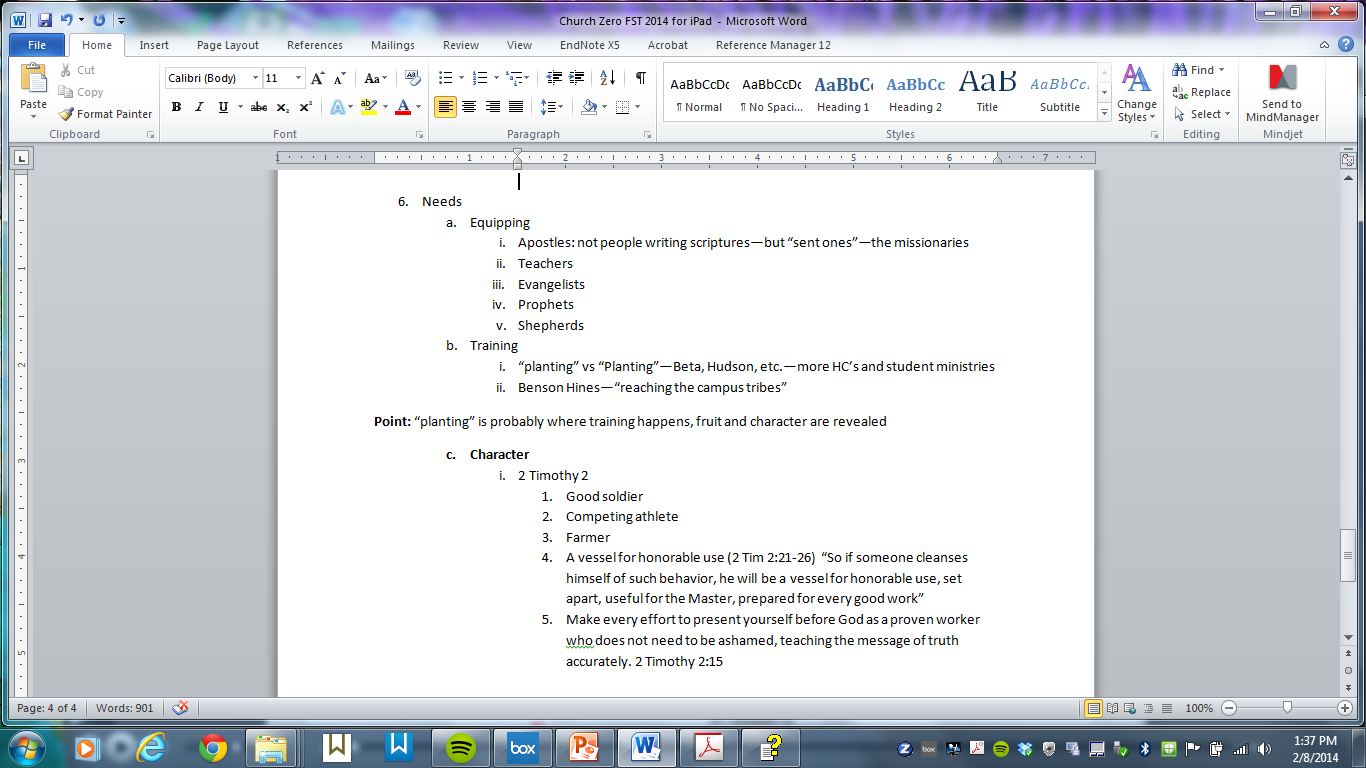 Church Zero FST 2014 for iPad - Microsoft Word
File Home Insert Page Layout References Mailings Review View EndNote X5 Acrobat Reference Manager 12
Paste
Cut
Copy
Format Painter
Clipboard
Calibri (Body) 11
Font
Paragraph
AaBbCcDc AaBbCcDc AaBbC AaBbCc AaB AaBbCc.
¶ Normal ¶ No Spaci... Heading 1 Heading 2 Title Subtitle
Change
Styles
Styles
Find
Replace
Select
Editing
Send to
MindManager
Mindjet
1 1 2 3 4 5 6 7
6. Needs
a. Equipping
i. Apostles: not people writing scriptures—but “sent ones”—the missionaries
ii. Teachers
iii. Evangelists
iv. Prophets
v. Shepherds
b. Training
i. “planting” vs “Planting”—Beta, Hudson, etc.—more HC’s and student ministries
ii. Benson Hines—“reaching the campus tribes”
Point: “planting” is probably where training happens, fruit and character are revealed
c. Character
i. 2 Timothy 2
1. Good soldier
2. Competing athlete
3. Farmer
4. A vessel for honorable use (2 Tim 2:21-26) “So if someone cleanses
himself of such behavior, he will be a vessel for honorable use, set
apart, useful for the Master, prepared for every good work”
5. Make every effort to present yourself before God as a proven worker
who does not need to be ashamed, teaching the message of truth
accurately. 2 Timothy 2:15
Page: 4 of 4 Words: 901 100%
box
1:37 PM
2/8/2014